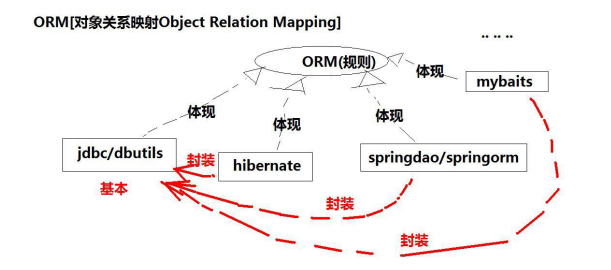 ORM[对象关系映射Object Relation Mapping]
... ... ...
ORM(规则)
体现
mybaits
体现
体现
体现
jdbc/dbutils
封装
hibernate
springdao/springorm
基本
封装
封装